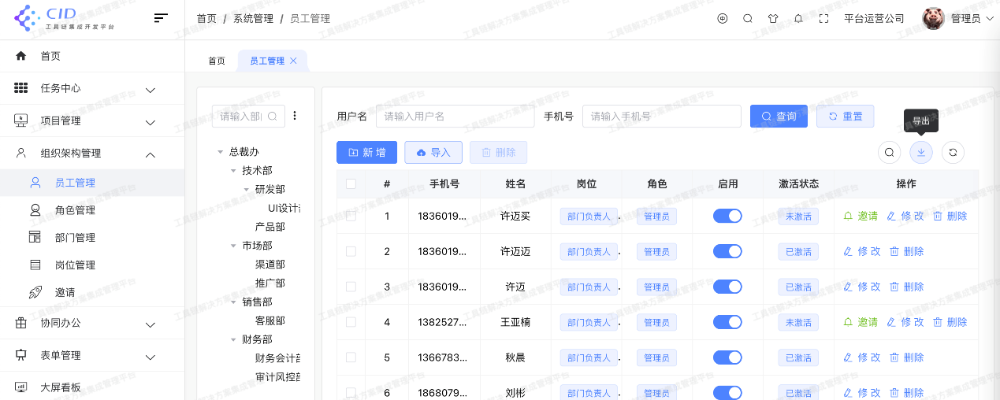 CID
工具链集成开发平台
首页 / 系统管理 / 员工管理
平台运营公司
管理员
首页
任务中心
项目管理
组织架构管理
员工管理
角色管理
部门管理
岗位管理
邀请
协同办公
表单管理
大屏看板
首页
员工管理
总裁办
技术部
研发部
UI设计
产品部
市场部
渠道部
推广部
销售部
客服部
财务部
财务会计
审计风控
用户名 请输入用户名 手机号 请输入手机号 查询 重置
导出
新增 导入 删除
# 手机号 姓名 岗位 角色 启用 激活状态 操作
1 1836019... 许迈买 部门负责人 管理员 未激活 邀请 修改 删除
2 1836019... 许迈迈 部门负责人 管理员 已激活 修改 删除
3 1836019... 许迈 部门负责人 管理员 已激活 修改 删除
4 1382527... 王亚楠 部门负责人 管理员 未激活 邀请 修改 删除
5 1366783... 秋晨 部门负责人 管理员 已激活 修改 删除
6 1868079... 刘彬 部门负责人 管理员 已激活 修改 删除
工具链解决方案集成管理平台